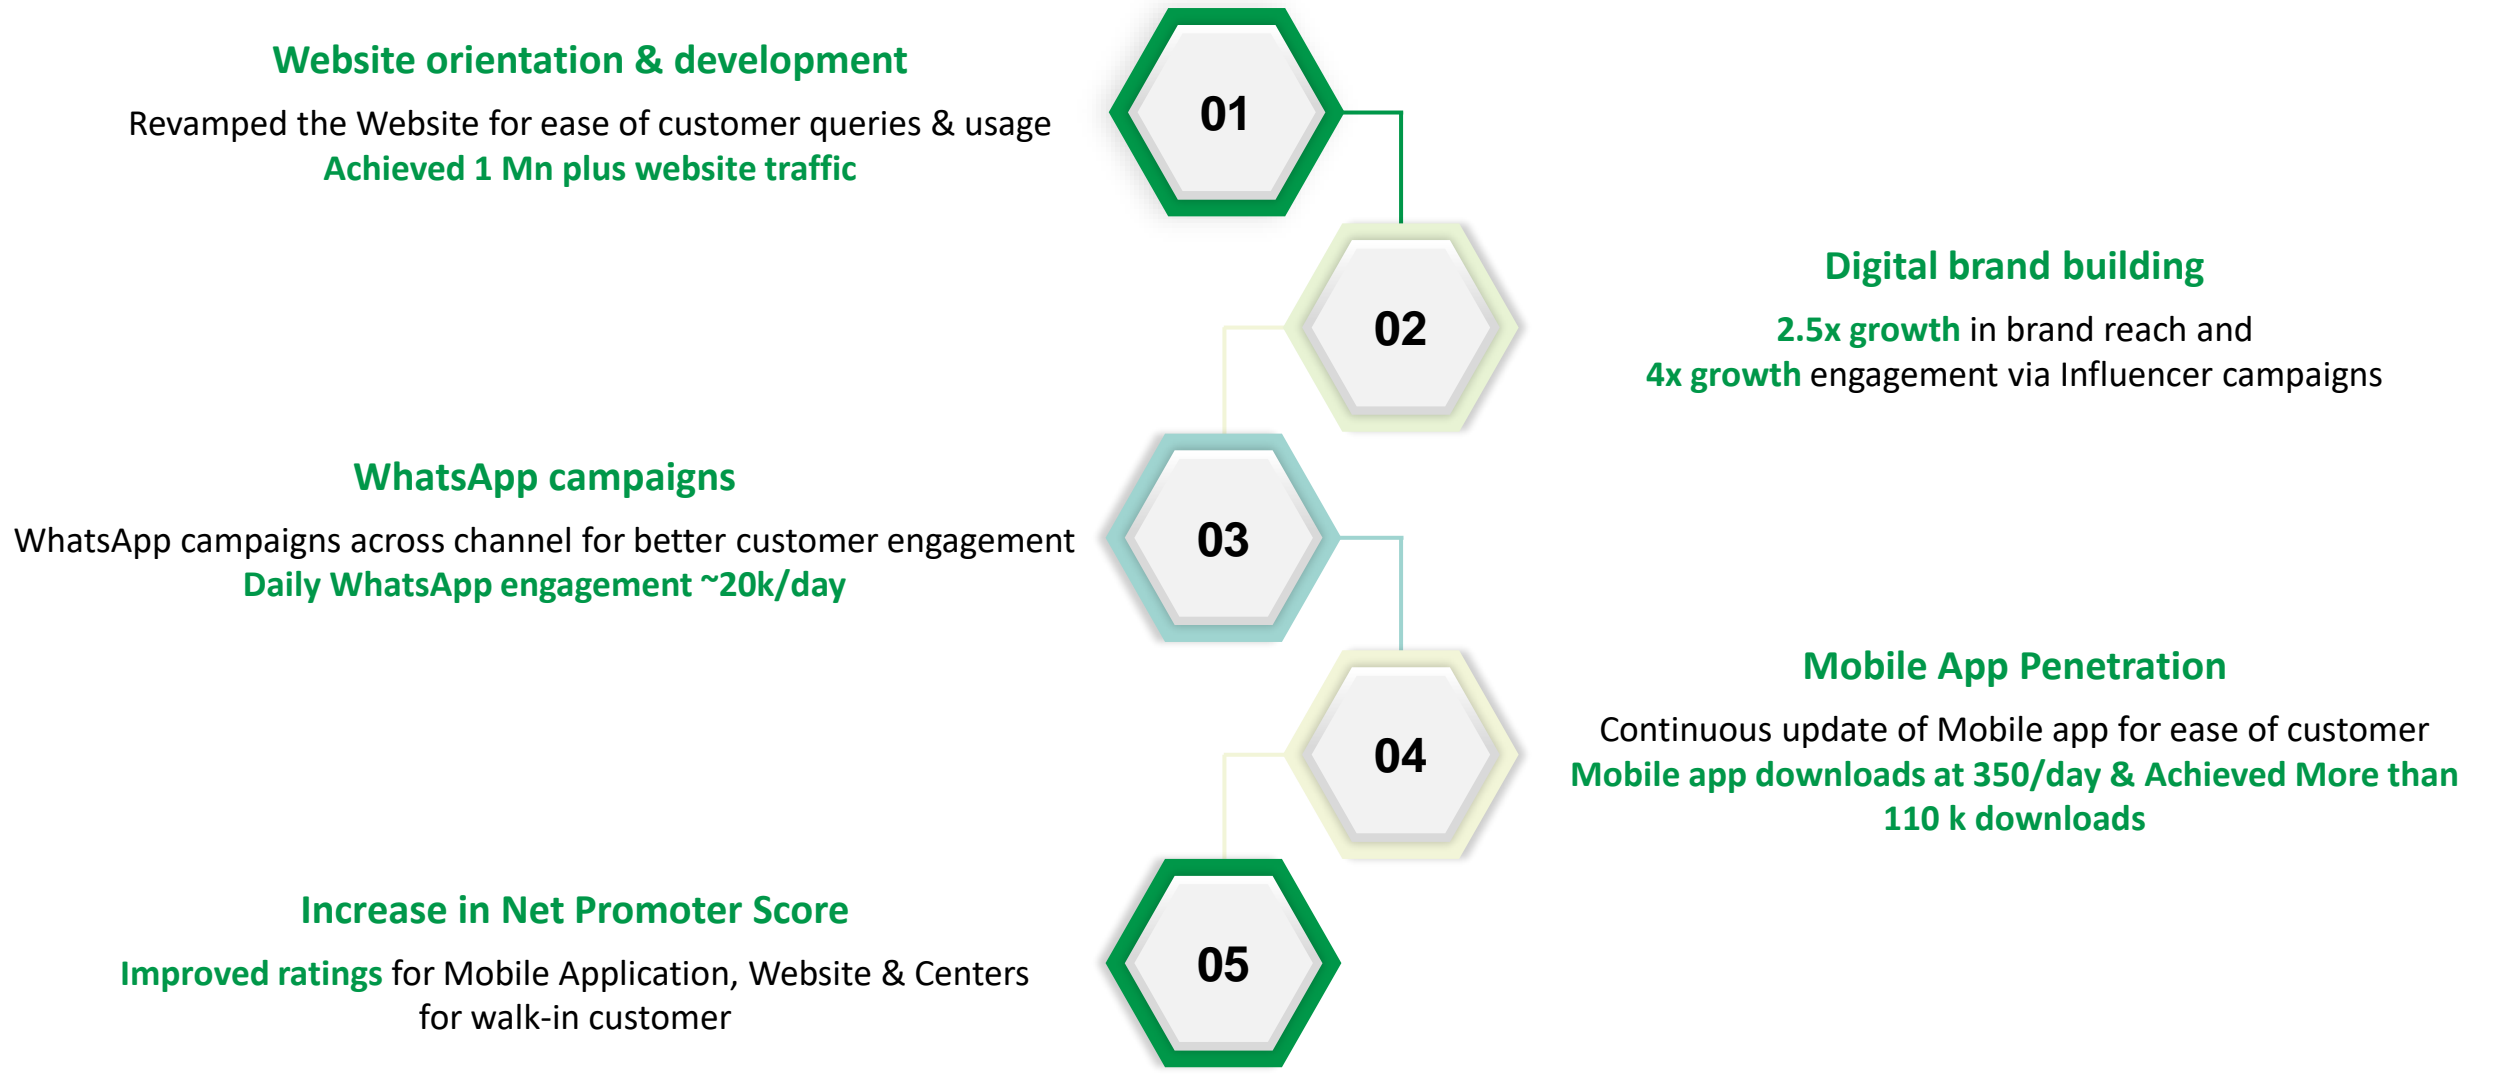 01
Website orientation & development
Revamped the Website for ease of customer queries & usage
Achieved 1 Mn plus website traffic
02
Digital brand building
2.5x growth in brand reach and
4x growth engagement via Influencer campaigns
03
WhatsApp campaigns
WhatsApp campaigns across channel for better customer engagement
Daily WhatsApp engagement ~20k/day
04
Mobile App Penetration
Continuous update of Mobile app for ease of customer
Mobile app downloads at 350/day & Achieved More than
110 k downloads
05
Increase in Net Promoter Score
Improved ratings for Mobile Application, Website & Centers
for walk-in customer